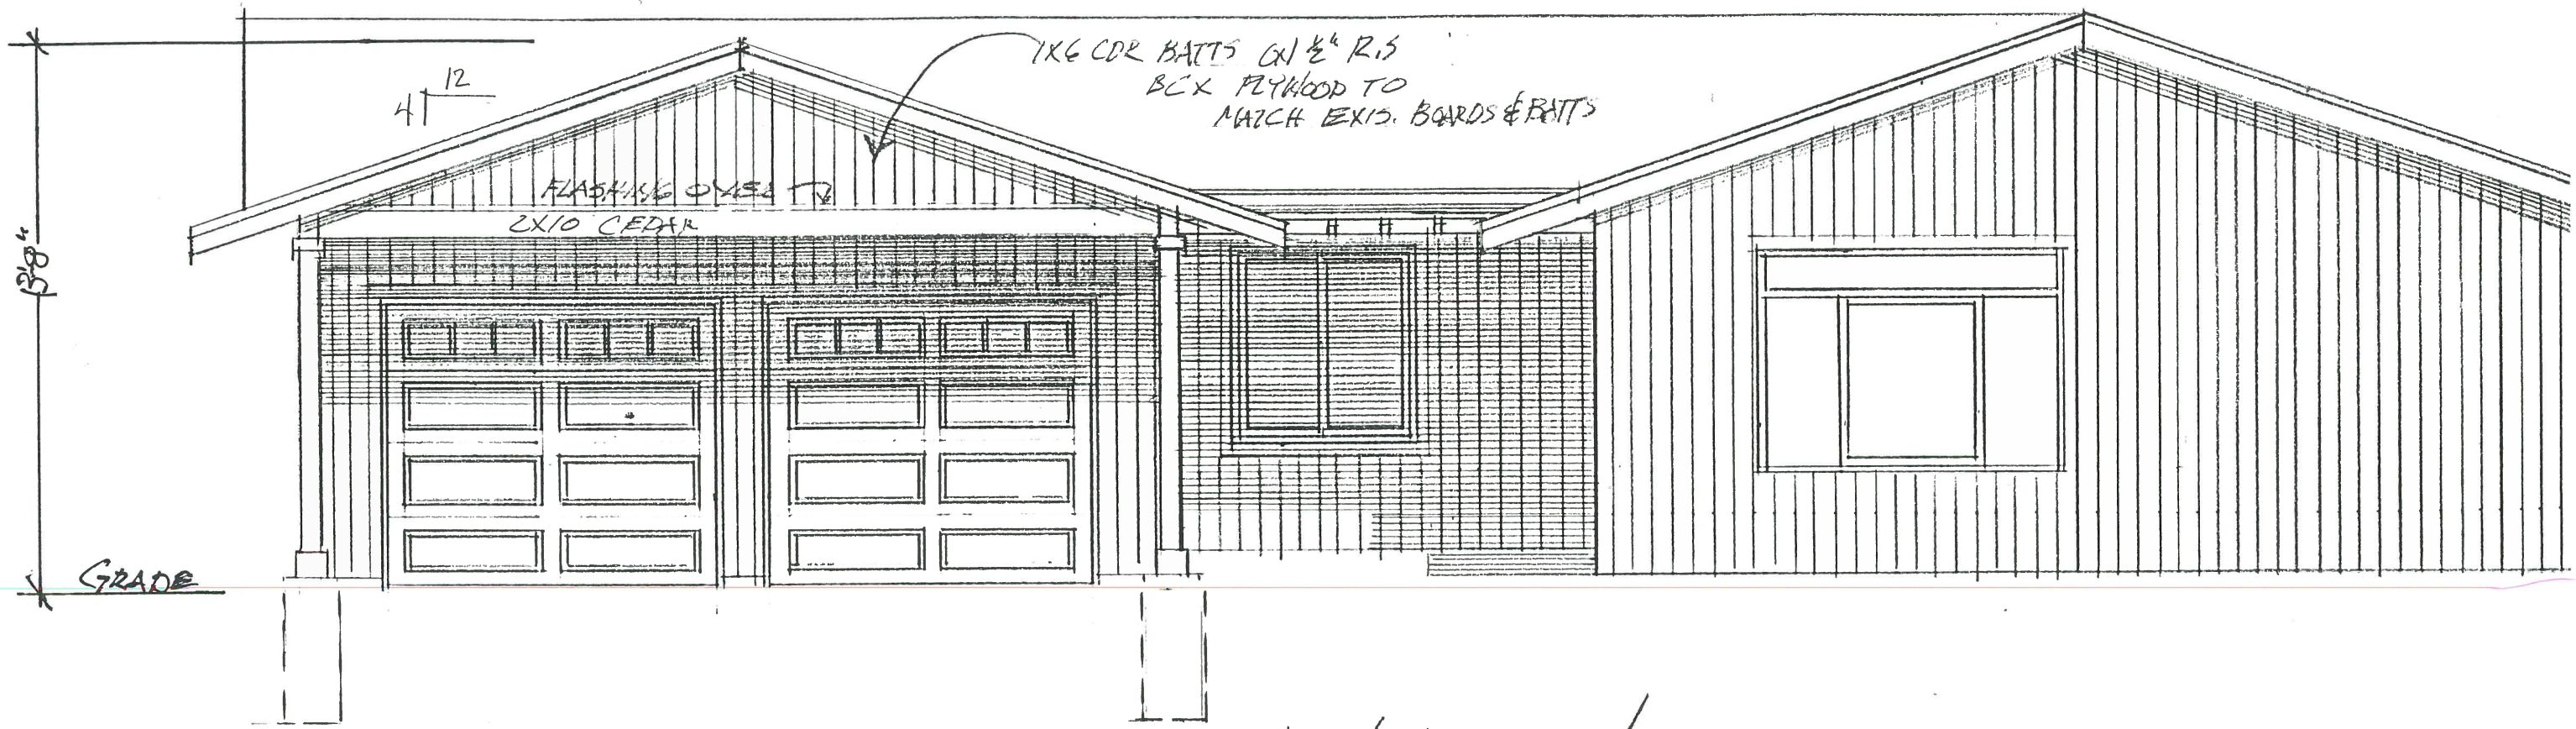 1X6 CDR BATTS ON ½" R.S
BCX PLYWOOD TO
MATCH EXIS. BOARDS & BATTS
12
4
FLASHING OVER
2X10 CEDAR
13'8"
GRADE